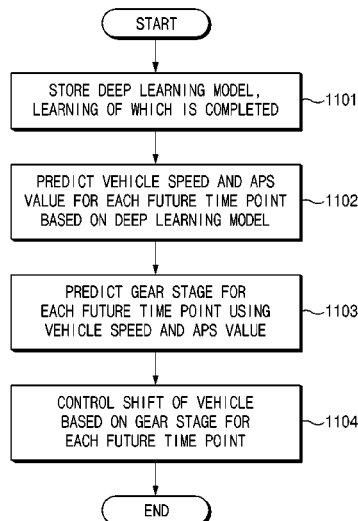 START
STORE DEEP LEARNING MODEL,
LEARNING OF WHICH IS COMPLETED
1101
PREDICT VEHICLE SPEED AND APS
VALUE FOR EACH FUTURE TIME POINT
BASED ON DEEP LEARNING MODEL
1102
PREDICT GEAR STAGE FOR
EACH FUTURE TIME POINT USING
VEHICLE SPEED AND APS VALUE
1103
CONTROL SHIFT OF VEHICLE
BASED ON GEAR STAGE FOR
EACH FUTURE TIME POINT
1104
END